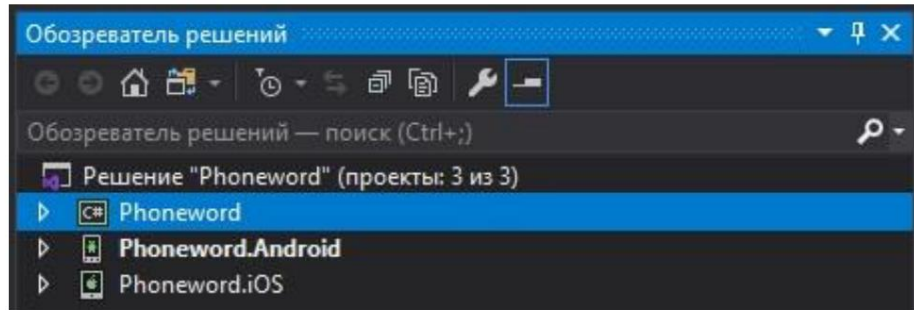 Обозреватель решений
Обозреватель решений — поиск (Ctrl+;)
Решение "Phoneword" (проекты: 3 из 3)
C# Phoneword
Phoneword.Android
Phoneword.iOS